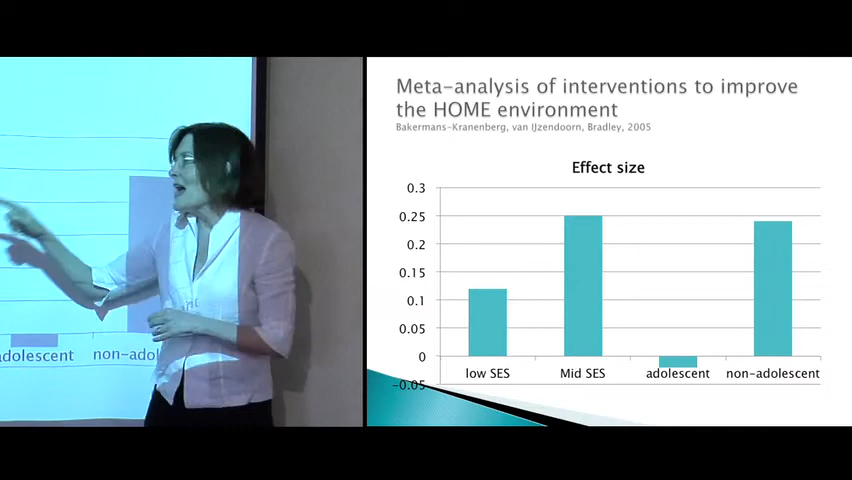 adolescent
non-adol
Meta-analysis of interventions to improve
the HOME environment
Bakermans-Kranenberg, van IJzendoorn, Bradley, 2005
Effect size
0.3
0.25
0.2
0.15
0.1
0.05
0
-0.05
low SES
Mid SES
adolescent
non-adolescent